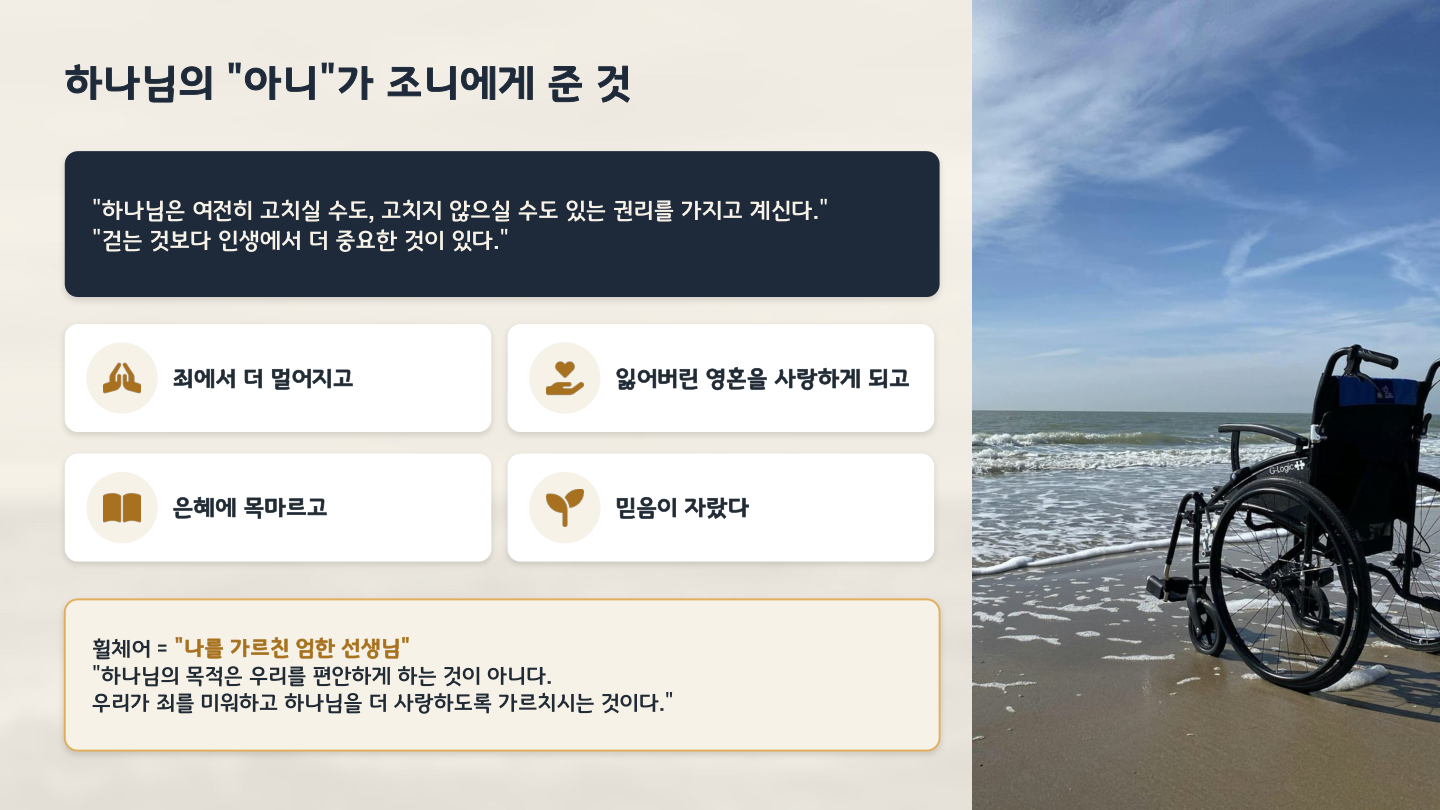 하나님의 "아니"가 조니에게 준 것
"하나님은 여전히 고치실 수도, 고치지 않으실 수도 있는 권리를 가지고 계신다."
"걷는 것보다 인생에서 더 중요한 것이 있다."
죄에서 더 멀어지고
잃어버린 영혼을 사랑하게 되고
은혜에 목마르고
믿음이 자랐다
휠체어 = "나를 가르친 엄한 선생님"
"하나님의 목적은 우리를 편안하게 하는 것이 아니다.
우리가 죄를 미워하고 하나님을 더 사랑하도록 가르치시는 것이다."
G-Logic